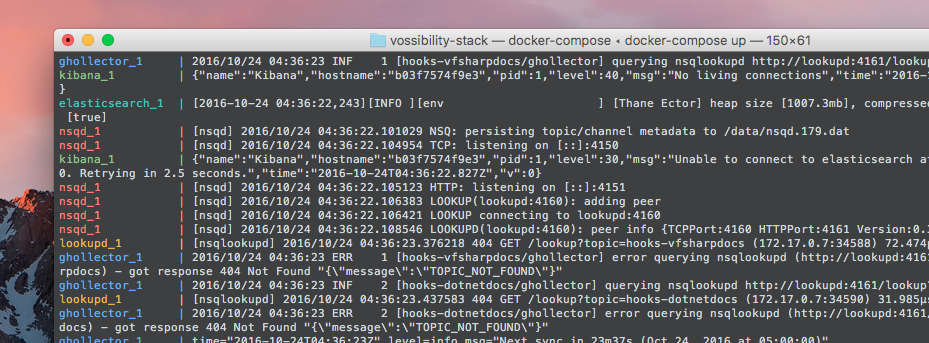 vossibility-stack — docker-compose ◂ docker-compose up — 150×61
ghollector_1 | 2016/10/24 04:36:23 INF 1 [hooks-vfsharpdocs/ghollector] querying nsqlookupd http://lookupd:4161/lookup
kibana_1 | {"name":"Kibana","hostname":"b03f7574f9e3","pid":1,"level":40,"msg":"No living connections","time":"2016-
}
elasticsearch_1 | [2016-10-24 04:36:22,243][INFO ][env ] [Thane Ector] heap size [1007.3mb], compressed
[true]
nsqd_1 | [nsqd] 2016/10/24 04:36:22.101029 NSQ: persisting topic/channel metadata to /data/nsqd.179.dat
nsqd_1 | [nsqd] 2016/10/24 04:36:22.104954 TCP: listening on [::]:4150
kibana_1 | {"name":"Kibana","hostname":"b03f7574f9e3","pid":1,"level":30,"msg":"Unable to connect to elasticsearch at
0. Retrying in 2.5 seconds.","time":"2016-10-24T04:36:22.827Z","v":0}
nsqd_1 | [nsqd] 2016/10/24 04:36:22.105123 HTTP: listening on [::]:4151
nsqd_1 | [nsqd] 2016/10/24 04:36:22.106383 LOOKUP(lookupd:4160): adding peer
nsqd_1 | [nsqd] 2016/10/24 04:36:22.106421 LOOKUP connecting to lookupd:4160
nsqd_1 | [nsqd] 2016/10/24 04:36:22.108546 LOOKUPD(lookupd:4160): peer info {TCPPort:4160 HTTPPort:4161 Version:0.3
lookupd_1 | [nsqlookupd] 2016/10/24 04:36:23.376218 404 GET /lookup?topic=hooks-vfsharpdocs (172.17.0.7:34588) 72.474µ
ghollector_1 | 2016/10/24 04:36:23 ERR 1 [hooks-vfsharpdocs/ghollector] error querying nsqlookupd (http://lookupd:4161/
rpdocs) - got response 404 Not Found "{\"message\":\"TOPIC_NOT_FOUND\"}"
ghollector_1 | 2016/10/24 04:36:23 INF 2 [hooks-dotnetdocs/ghollector] querying nsqlookupd http://lookupd:4161/lookup?
lookupd_1 | [nsqlookupd] 2016/10/24 04:36:23.437583 404 GET /lookup?topic=hooks-dotnetdocs (172.17.0.7:34590) 31.985µs
ghollector_1 | 2016/10/24 04:36:23 ERR 2 [hooks-dotnetdocs/ghollector] error querying nsqlookupd (http://lookupd:4161/
docs) - got response 404 Not Found "{\"message\":\"TOPIC_NOT_FOUND\"}"
ghollector_1 | time="2016-10-24T04:36:23Z" level=info msg="Next sync in 23m37s (Oct 24, 2016 at 05:00:00)"